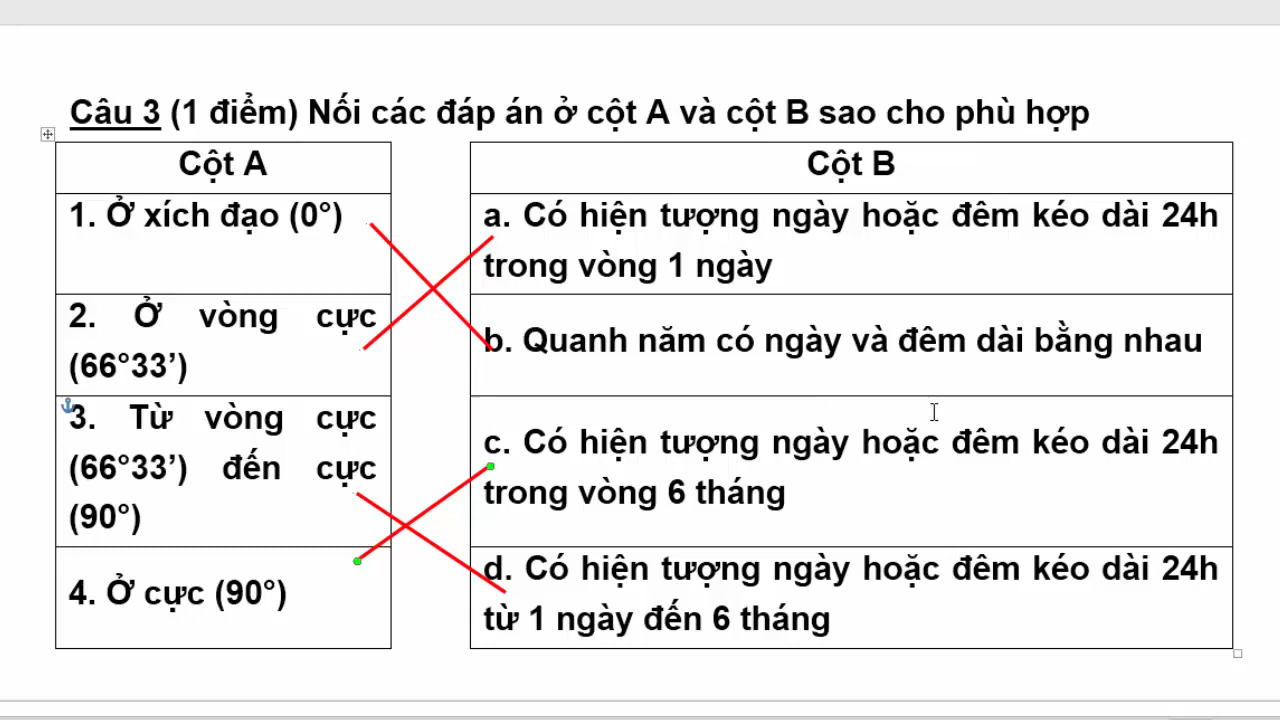 Câu 3 (1 điểm) Nối các đáp án ở cột A và cột B sao cho phù hợp
Cột A
1. Ở xích đạo (0°)
2. Ở vòng cực
(66°33’)
3. Từ vòng cực
(66°33’) đến cực
(90°)
4. Ở cực (90°)
Cột B
a. Có hiện tượng ngày hoặc đêm kéo dài 24h
trong vòng 1 ngày
b. Quanh năm có ngày và đêm dài bằng nhau
c. Có hiện tượng ngày hoặc đêm kéo dài 24h
trong vòng 6 tháng
d. Có hiện tượng ngày hoặc đêm kéo dài 24h
từ 1 ngày đến 6 tháng